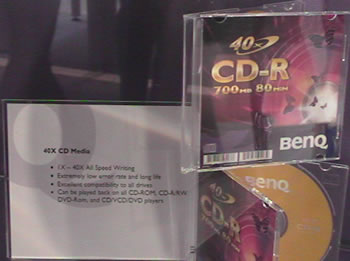 40X CD Media
1X – 40X All Speed Writing
Extremely low error rate and long life
Excellent compatibility to all drives
Can be played back on all CD-ROM, CD-R/RW
DVD-Rom, and CD/VCD/DVD players
40x
CD-R
700MB 80MIN
BenQ
BenQ
40x
CD-R